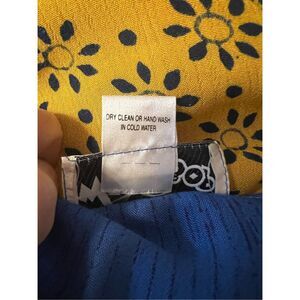 DRY CLEAN OR HAND WASH
IN COLD WATER